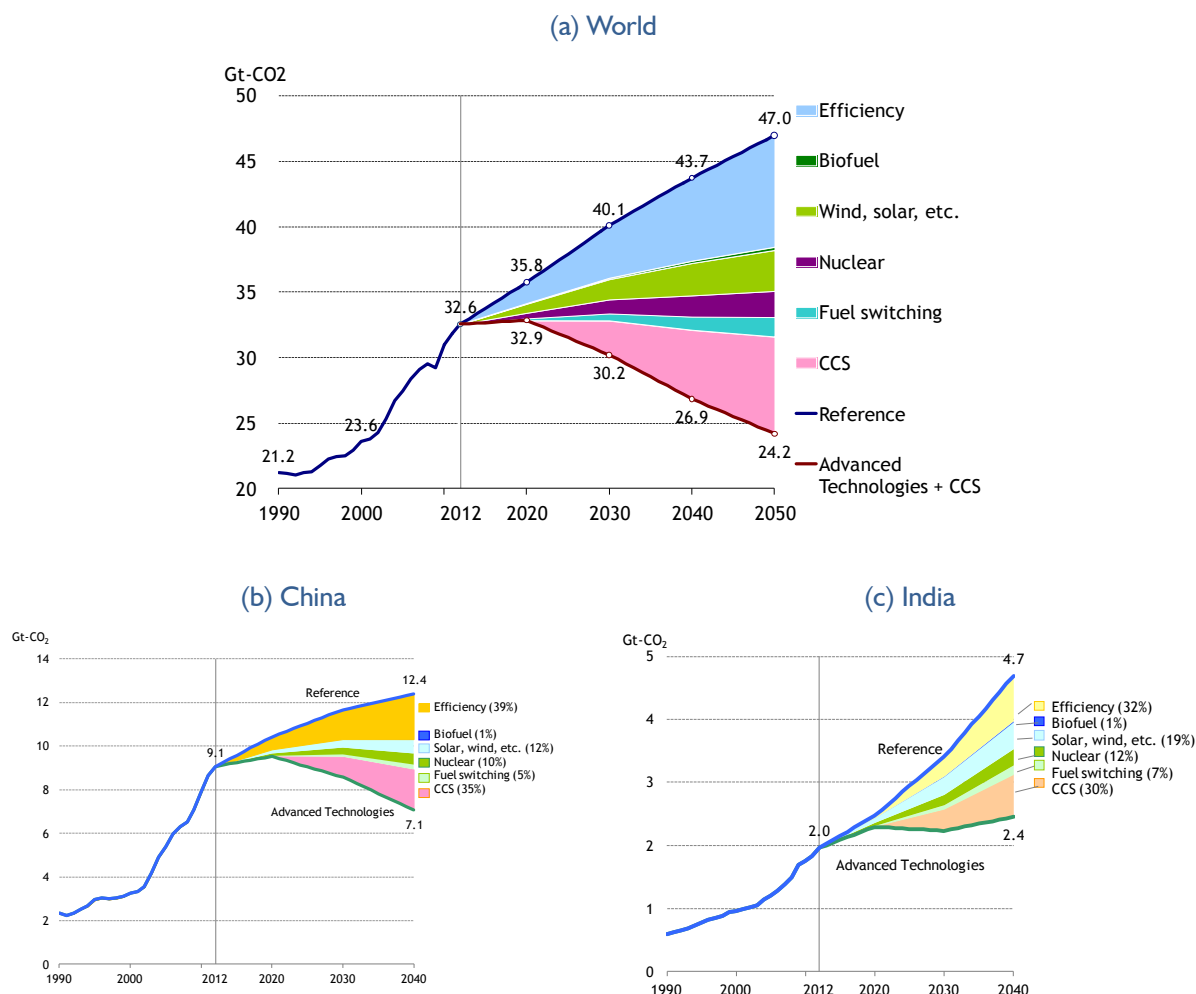 (a) World
Gt-CO2
50
45
40
35
30
25
20
21.2
23.6
32.6
35.8
40.1
43.7
47.0
32.9
30.2
26.9
24.2
1990
2000
2012
2020
2030
2040
2050
Efficiency
Biofuel
Wind, solar, etc.
Nuclear
Fuel switching
CCS
Reference
Advanced
Technologies + CCS
(b) China
Gt-CO2
14
12
10
8
6
4
2
0
9.1
Reference
12.4
Advanced Technologies
7.1
1990
2000
2012
2020
2030
2040
Efficiency (39%)
Biofuel (1%)
Solar, wind, etc. (12%)
Nuclear (10%)
Fuel switching (5%)
CCS (35%)
(c) India
Gt-CO2
5
4
3
2
1
0
2.0
Reference
4.7
Advanced Technologies
2.4
1990
2000
2012
2020
2030
2040
Efficiency (32%)
Biofuel (1%)
Solar, wind, etc. (19%)
Nuclear (12%)
Fuel switching (7%)
CCS (30%)